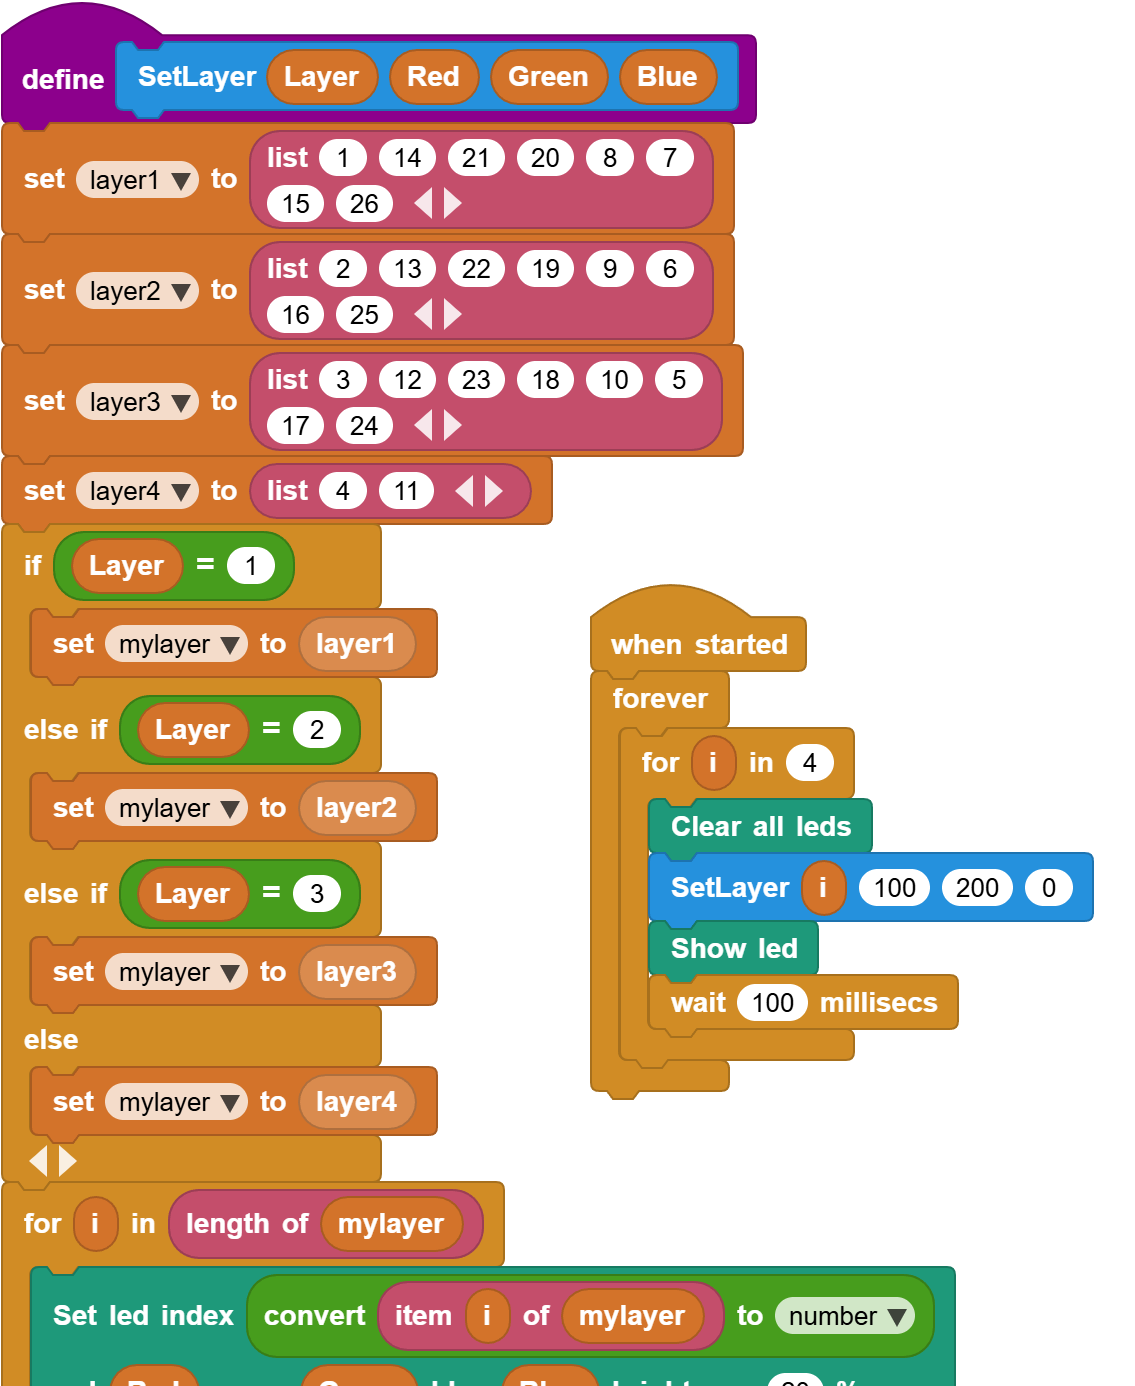 define SetLayer Layer Red Green Blue
set layer1 to list 1 14 21 20 8 7
15 26
set layer2 to list 2 13 22 19 9 6
16 25
set layer3 to list 3 12 23 18 10 5
17 24
set layer4 to list 4 11
if Layer = 1
set mylayer to layer1
else if Layer = 2
set mylayer to layer2
else if Layer = 3
set mylayer to layer3
else
set mylayer to layer4
for i in length of mylayer
Set led index convert item i of mylayer to number
when started
forever
for i in 4
Clear all leds
SetLayer i 100 200 0
Show led
wait 100 millisecs